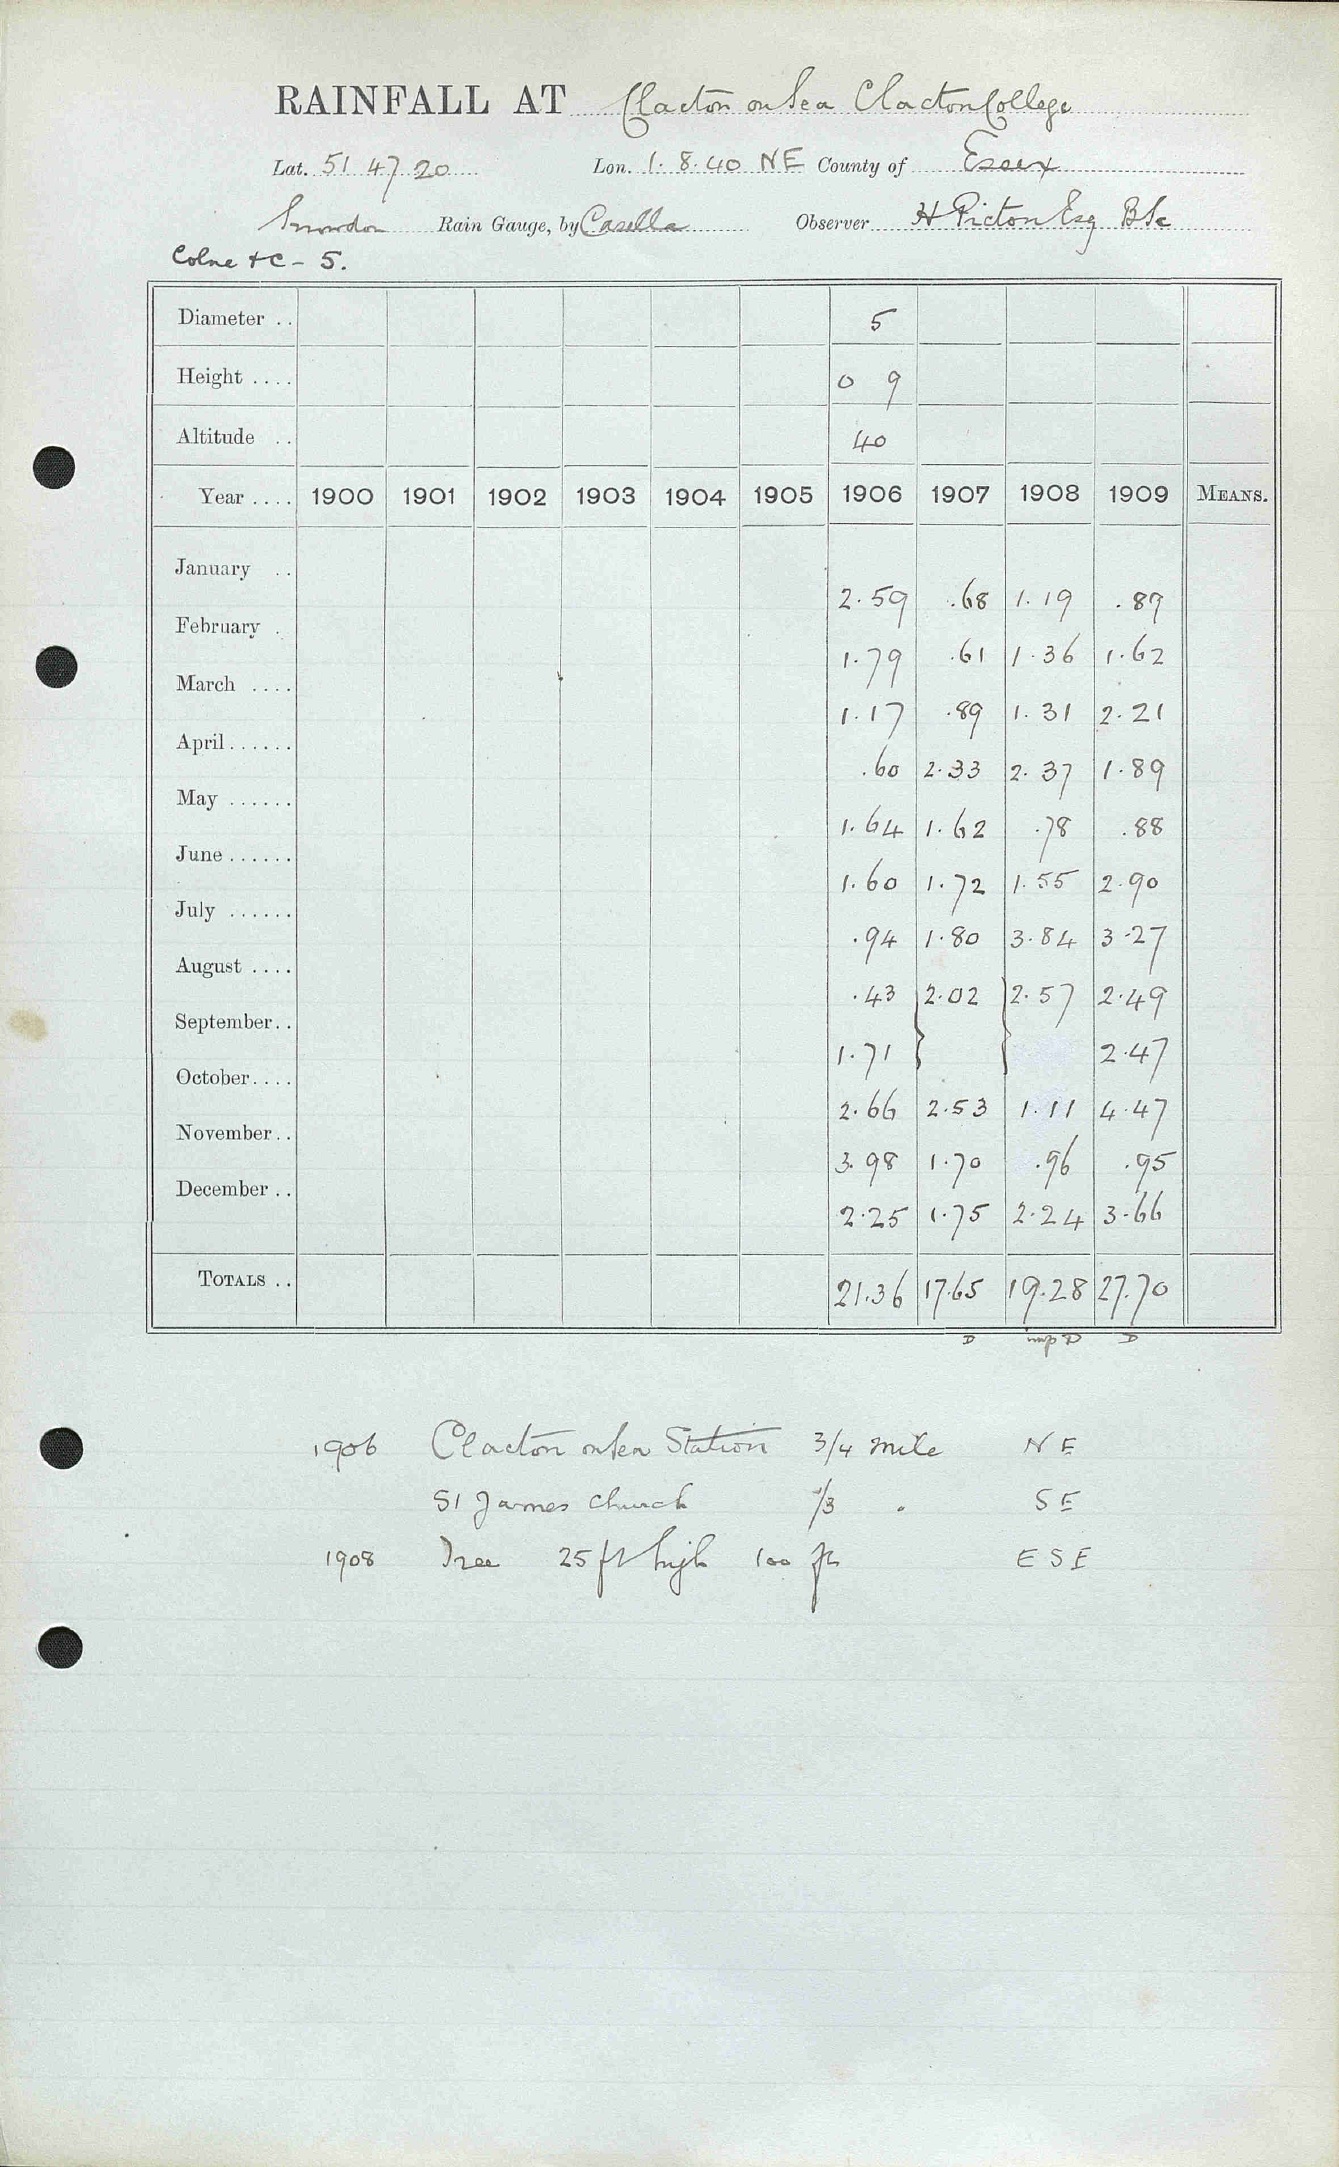 RAINFALL AT Clacton on Sea Clacton College
Lat. 51 47 20 Lon. 1. 8. 40 NE County of Essex
Snowdon Rain Gauge, by Casella Observer H Picton Esq BSc
Colne + C - 5.
Diameter .. 5
Height .... 0 9
Altitude .. 40
Year .... 1900 1901 1902 1903 1904 1905 1906 1907 1908 1909 MEANS.
January .. 2.59 .68 1.19 .89
February . 1.79 .61 1.36 1.62
March .... 1.17 .89 1.31 2.21
April ...... .60 2.33 2.37 1.89
May ...... 1.64 1.62 .78 .88
June ...... 1.60 1.72 1.55 2.90
July ...... .94 1.80 3.84 3.27
August .... .43 2.02 2.57 2.49
September.. 1.71 2.47
October.... 2.66 2.53 1.11 4.47
November.. 3.98 1.70 .96 .95
December .. 2.25 1.75 2.24 3.66
TOTALS .. 21.36 17.65 19.28 27.70
D imp D D
1906 Clacton on Sea Station 3/4 mile NE
St James Church 1/3 . SE
1908 Tree 25 ft high 100 ft ESE